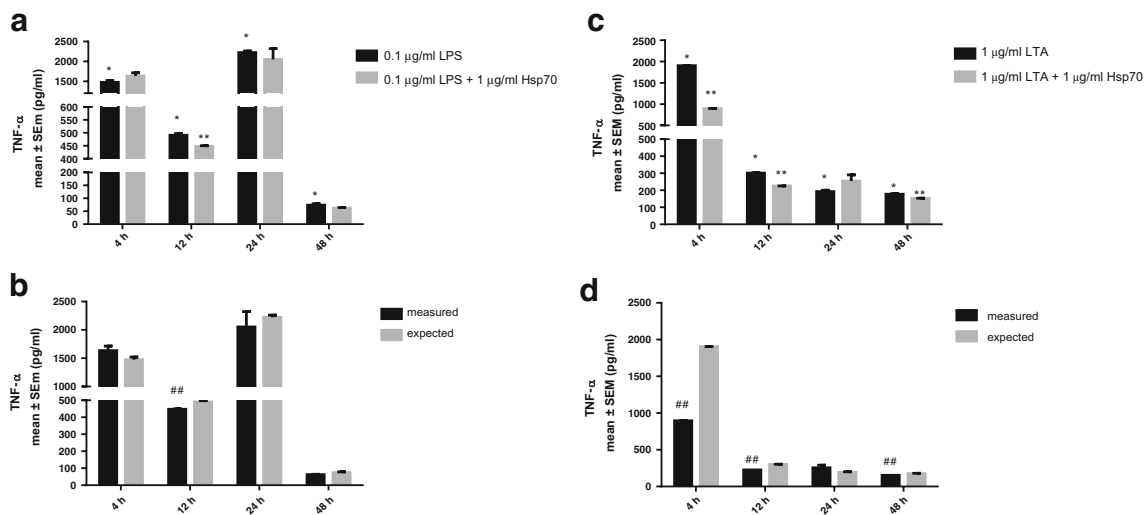 a
TNF-α
mean ± SEm (pg/ml)
2500
2000
1500
1000
600
550
500
450
400
200
150
100
50
0
*
*
**
*
*
4 h
12 h
24 h
48 h
0.1 µg/ml LPS
0.1 µg/ml LPS + 1 µg/ml Hsp70
c
TNF-α
mean ± SEM (pg/ml)
2500
2000
1500
1000
500
400
300
200
100
0
*
**
*
**
*
*
**
4 h
12 h
24 h
48 h
1 µg/ml LTA
1 µg/ml LTA + 1 µg/ml Hsp70
b
TNF-α
mean ± SEm (pg/ml)
2500
2000
1500
1000
500
400
300
200
100
0
##
4 h
12 h
24 h
48 h
measured
expected
d
TNF-α
mean ± SEM (pg/ml)
2500
2000
1500
1000
500
0
##
##
##
4 h
12 h
24 h
48 h
measured
expected